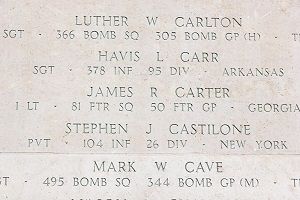 LUTHER W CARLTON
SGT · 366 BOMB SQ 305 BOMB GP (H) ·
HAVIS L CARR
SGT · 378 INF 95 DIV · ARKANSAS
JAMES R CARTER
1 LT · 81 FTR SQ 50 FTR GP · GEORGIA
STEPHEN J CASTILONE
PVT · 104 INF 26 DIV · NEW YORK
MARK W CAVE
495 BOMB SQ 344 BOMB GP (M) ·